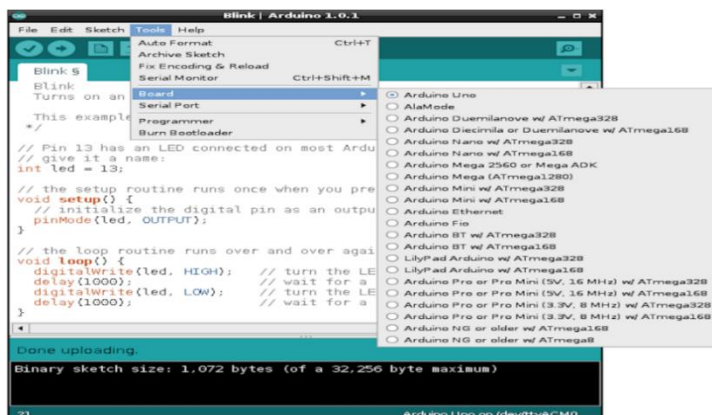 Blink | Arduino 1.0.1
File Edit Sketch Tools Help
Auto Format Ctrl+T
Archive Sketch
Fix Encoding & Reload
Serial Monitor Ctrl+Shift+M
Board
Serial Port
Programmer
Burn Bootloader
Arduino Uno
AlaMode
Arduino Duemilanove w/ ATmega328
Arduino Diecimila or Duemilanove w/ ATmega168
Arduino Nano w/ ATmega328
Arduino Nano w/ ATmega168
Arduino Mega 2560 or Mega ADK
Arduino Mega (ATmega1280)
Arduino Mini w/ ATmega328
Arduino Mini w/ ATmega168
Arduino Ethernet
Arduino Fio
Arduino BT w/ ATmega328
Arduino BT w/ ATmega168
LilyPad Arduino w/ ATmega328
LilyPad Arduino w/ ATmega168
Arduino Pro or Pro Mini (5V, 16 MHz) w/ ATmega328
Arduino Pro or Pro Mini (5V, 16 MHz) w/ ATmega168
Arduino Pro or Pro Mini (3.3V, 8 MHz) w/ ATmega328
Arduino Pro or Pro Mini (3.3V, 8 MHz) w/ ATmega168
Arduino NG or older w/ ATmega168
Arduino NG or older w/ ATmega8
Blink §
Blink
Turns on an
This example
*/
// Pin 13 has an LED connected on most Ardu
// give it a name:
int led = 13;
// the setup routine runs once when you pre
void setup() {
// initialize the digital pin as an outpu
pinMode(led, OUTPUT);
}
// the loop routine runs over and over agai
void loop() {
digitalWrite(led, HIGH); // turn the LE
delay(1000); // wait for a
digitalWrite(led, LOW); // turn the LE
delay(1000); // wait for a
}
Done uploading.
Binary sketch size: 1,072 bytes (of a 32,256 byte maximum)
21 Arduino Uno on /dev/ttyACM0